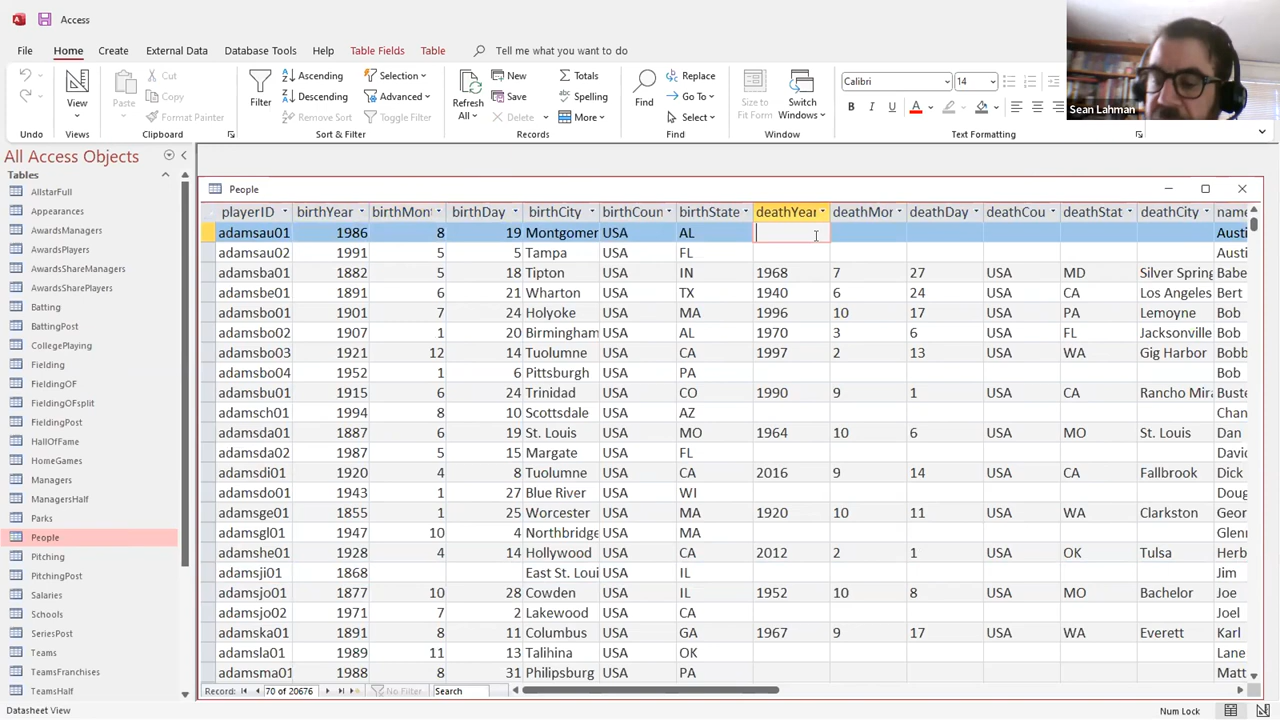 Access
File Home Create External Data Database Tools Help Table Fields Table Tell me what you want to do
Sean Lahman
Undo
View
Views
Paste
Cut
Copy
Format Painter
Clipboard
Filter
Ascending
Descending
Selection
Advanced
Sort & Filter
Refresh
All
New
Save
Delete
Totals
Spelling
More
Records
Find
Replace
Go To
Select
Find
Size to
Fit Form
Switch
Windows
Window
Calibri 14
B I U A
Text Formatting
All Access Objects
Tables
AllstarFull
Appearances
AwardsManagers
AwardsPlayers
AwardsShareManagers
AwardsSharePlayers
Batting
BattingPost
CollegePlaying
Fielding
FieldingOF
FieldingOFsplit
FieldingPost
HallOfFame
HomeGames
Managers
ManagersHalf
Parks
People
Pitching
PitchingPost
Salaries
Schools
SeriesPost
Teams
TeamsFranchises
TeamsHalf
People
playerID birthYear birthMont birthDay birthCity birthCoun birthState deathYear deathMor deathDay deathCou deathStat deathCity name
adamsau01 1986 8 19 Montgomer USA AL Austi
adamsau02 1991 5 5 Tampa USA FL Austi
adamsba01 1882 5 18 Tipton USA IN 1968 7 27 USA MD Silver Spring Babe
adamsbe01 1891 6 21 Wharton USA TX 1940 6 24 USA CA Los Angeles Bert
adamsbo01 1901 7 24 Holyoke USA MA 1996 10 17 USA PA Lemoyne Bob
adamsbo02 1907 1 20 Birmingham USA AL 1970 3 6 USA FL Jacksonville Bob
adamsbo03 1921 12 14 Tuolumne USA CA 1997 2 13 USA WA Gig Harbor Bobb
adamsbo04 1952 1 6 Pittsburgh USA PA Bob
adamsbu01 1915 6 24 Trinidad USA CO 1990 9 1 USA CA Rancho Mira Buste
adamsch01 1994 8 10 Scottsdale USA AZ Chan
adamsda01 1887 6 19 St. Louis USA MO 1964 10 6 USA MO St. Louis Dan
adamsda02 1987 5 15 Margate USA FL David
adamsdi01 1920 4 8 Tuolumne USA CA 2016 9 14 USA CA Fallbrook Dick
adamsdo01 1943 1 27 Blue River USA WI Doug
adamsge01 1855 1 25 Worcester USA MA 1920 10 11 USA WA Clarkston Geor
adamsgl01 1947 10 4 Northbridge USA MA Glenn
adamshe01 1928 4 14 Hollywood USA CA 2012 2 1 USA OK Tulsa Herb
adamsji01 1868 East St. Loui USA IL Jim
adamsjo01 1877 10 28 Cowden USA IL 1952 10 8 USA MO Bachelor Joe
adamsjo02 1971 7 2 Lakewood USA CA Joel
adamska01 1891 8 11 Columbus USA GA 1967 9 17 USA WA Everett Karl
adamsla01 1989 11 13 Talihina USA OK Lane
adamsma01 1988 8 31 Philipsburg USA PA Matt
Record: 70 of 20676 No Filter Search
Datasheet View
Num Lock